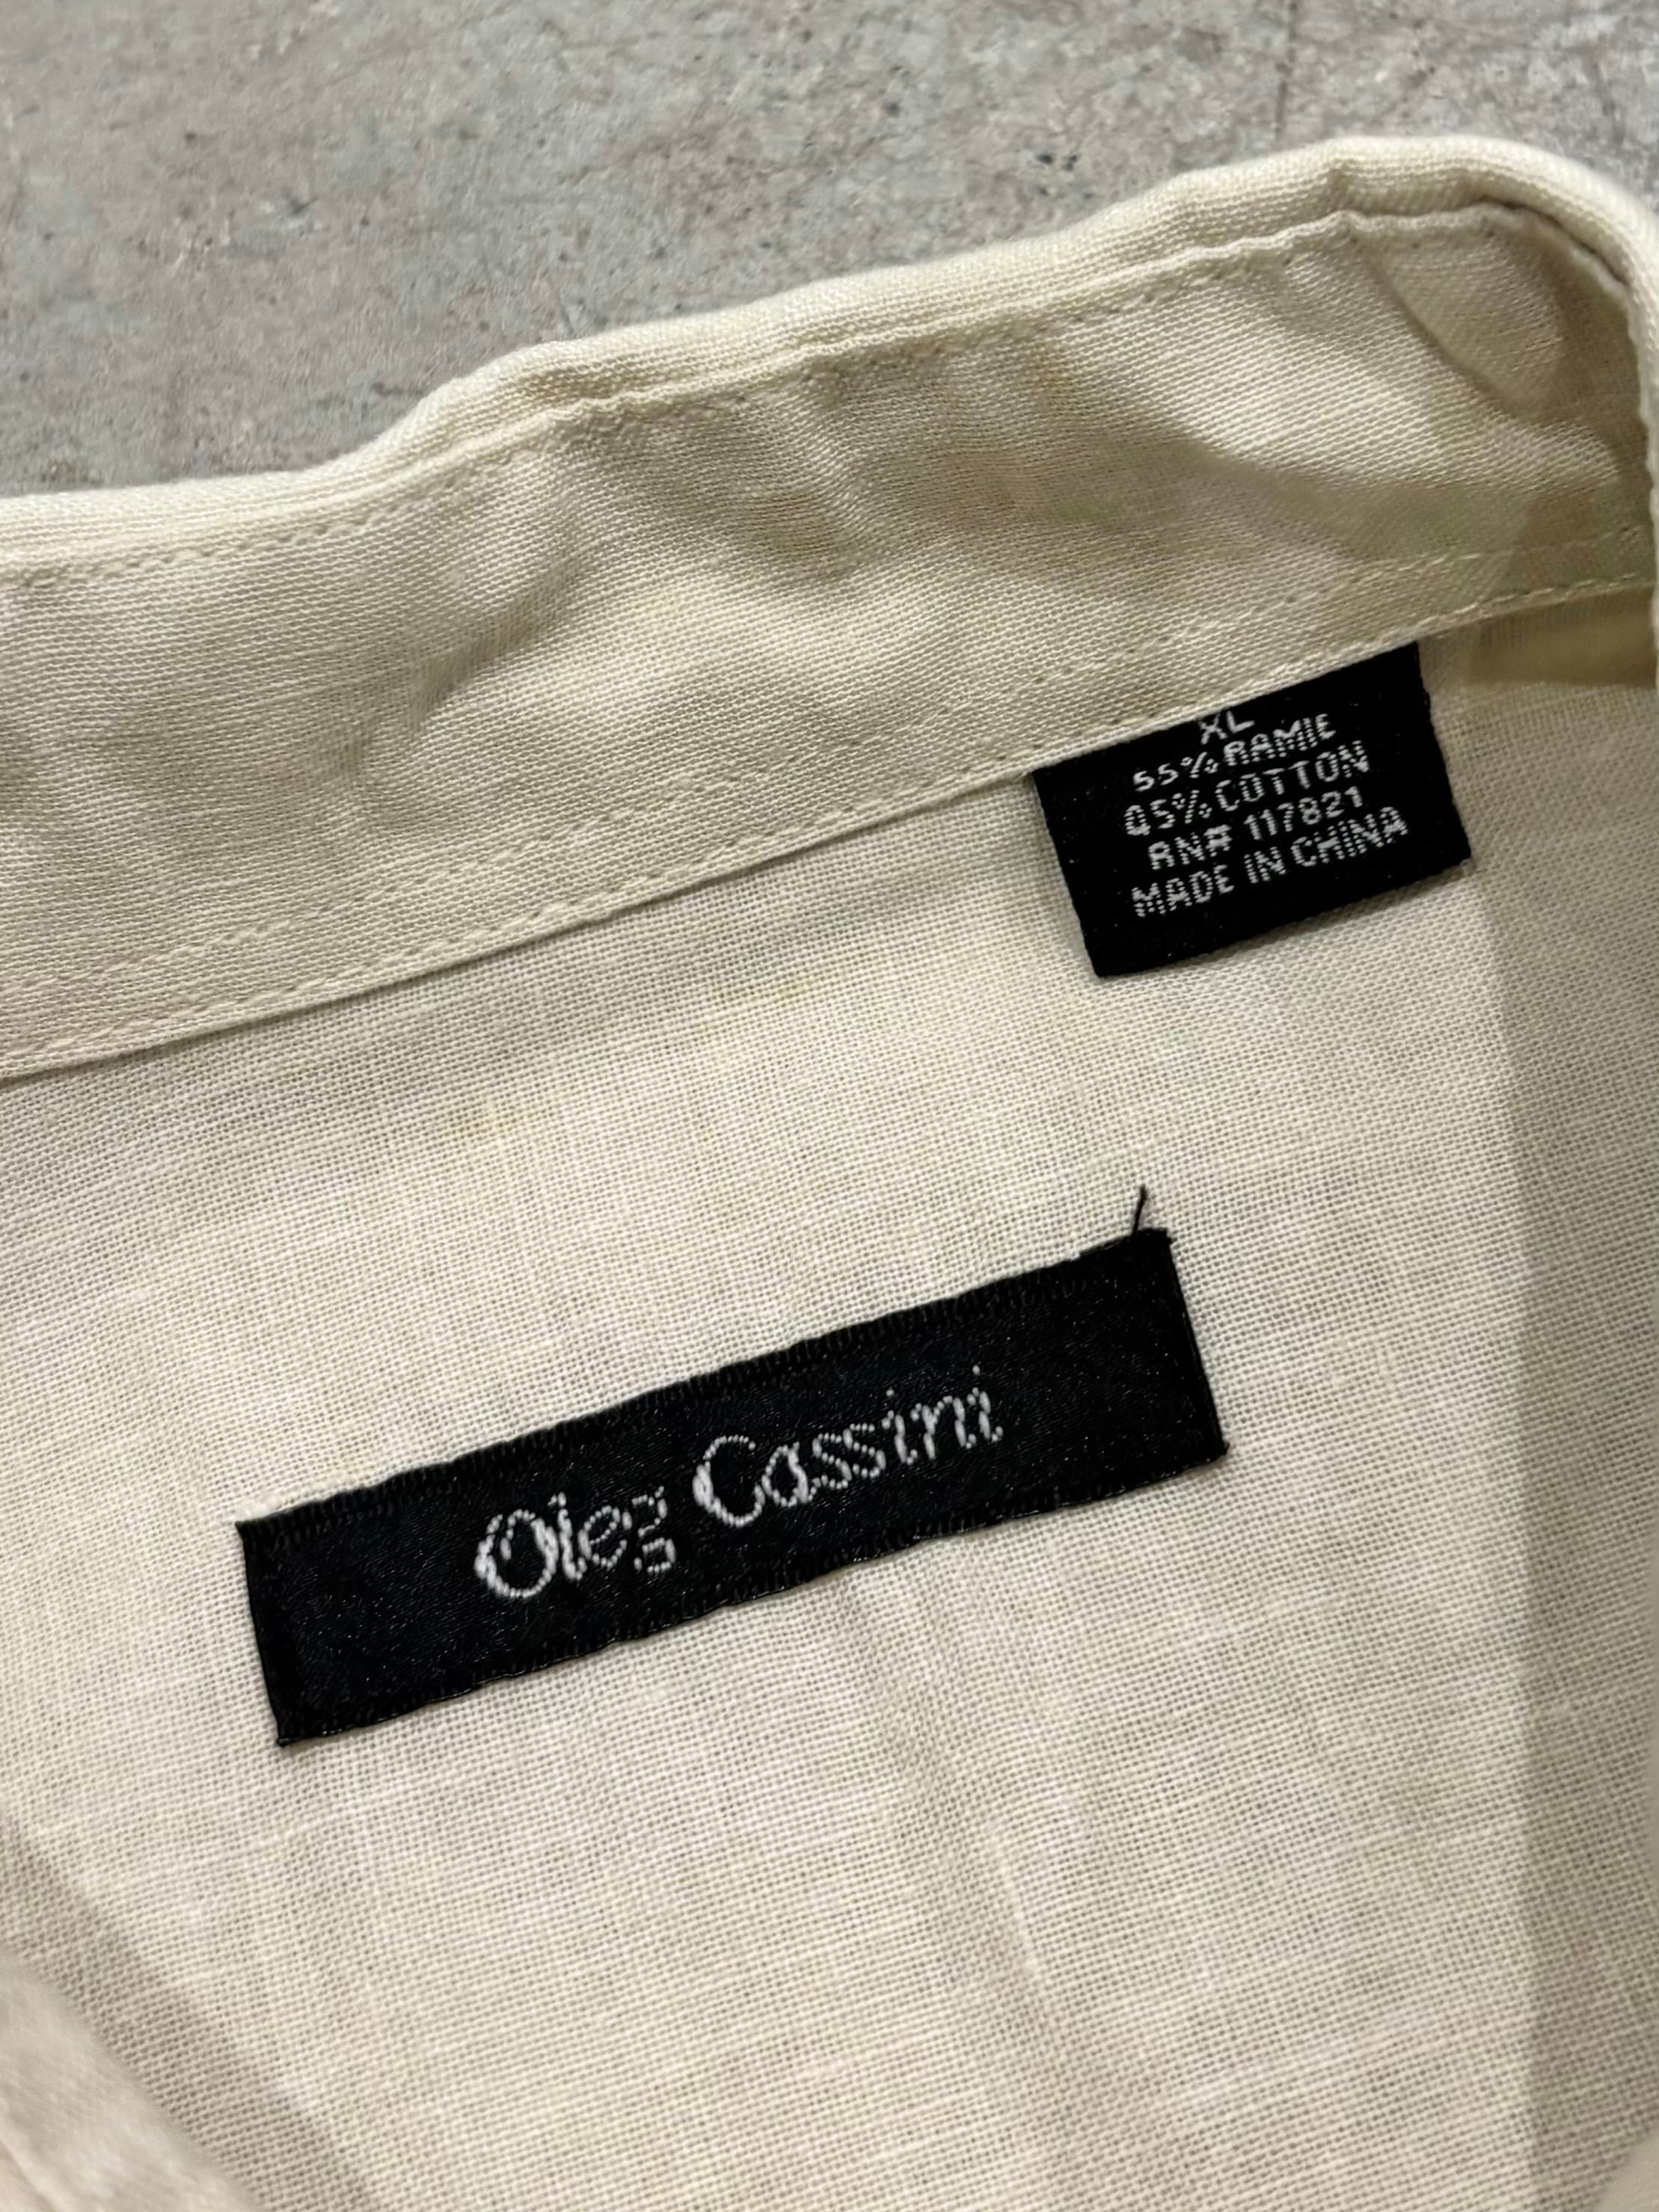 XL
55% RAMIE
45% COTTON
RN# 117821
MADE IN CHINA
Oleg Cassini